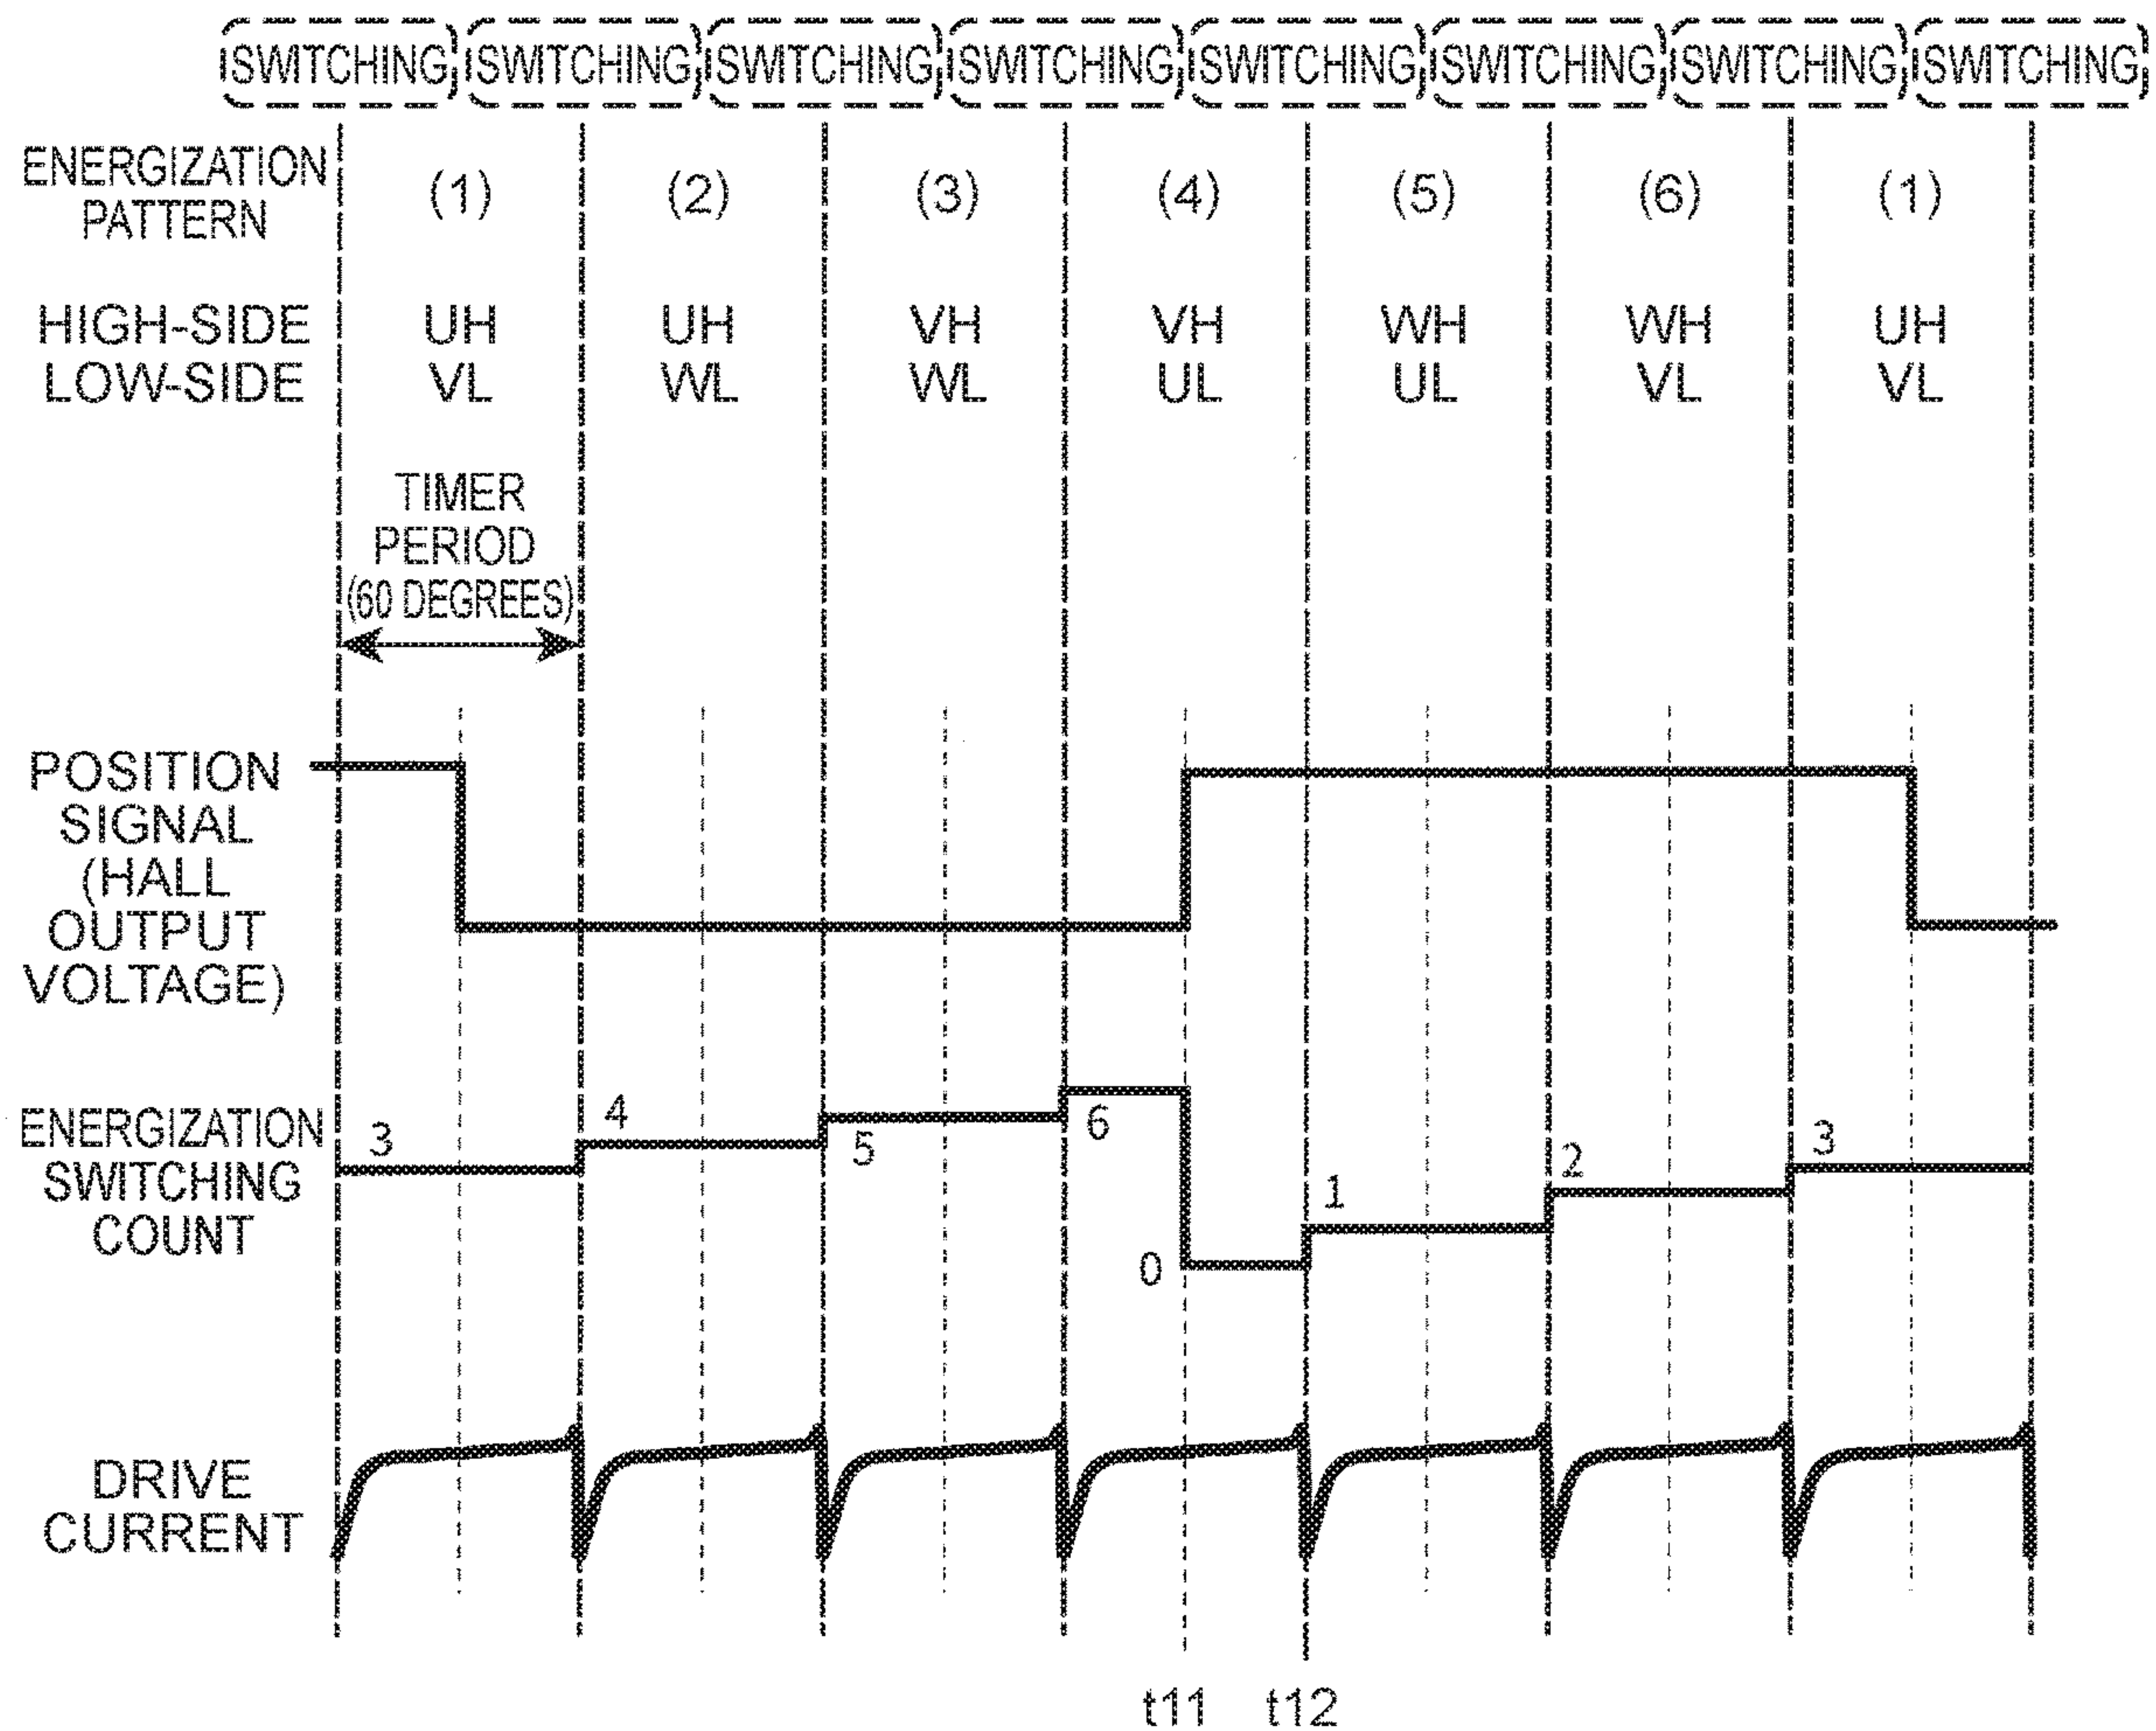 SWITCHING SWITCHING SWITCHING SWITCHING SWITCHING SWITCHING SWITCHING SWITCHING
ENERGIZATION
PATTERN
(1) (2) (3) (4) (5) (6) (1)
HIGH-SIDE UH UH VH VH WH WH UH
LOW-SIDE VL WL WL UL UL VL VL
TIMER
PERIOD
(60 DEGREES)
POSITION
SIGNAL
(HALL
OUTPUT
VOLTAGE)
ENERGIZATION
SWITCHING
COUNT
3 4 5 6 0 1 2 3
DRIVE
CURRENT
t11 t12